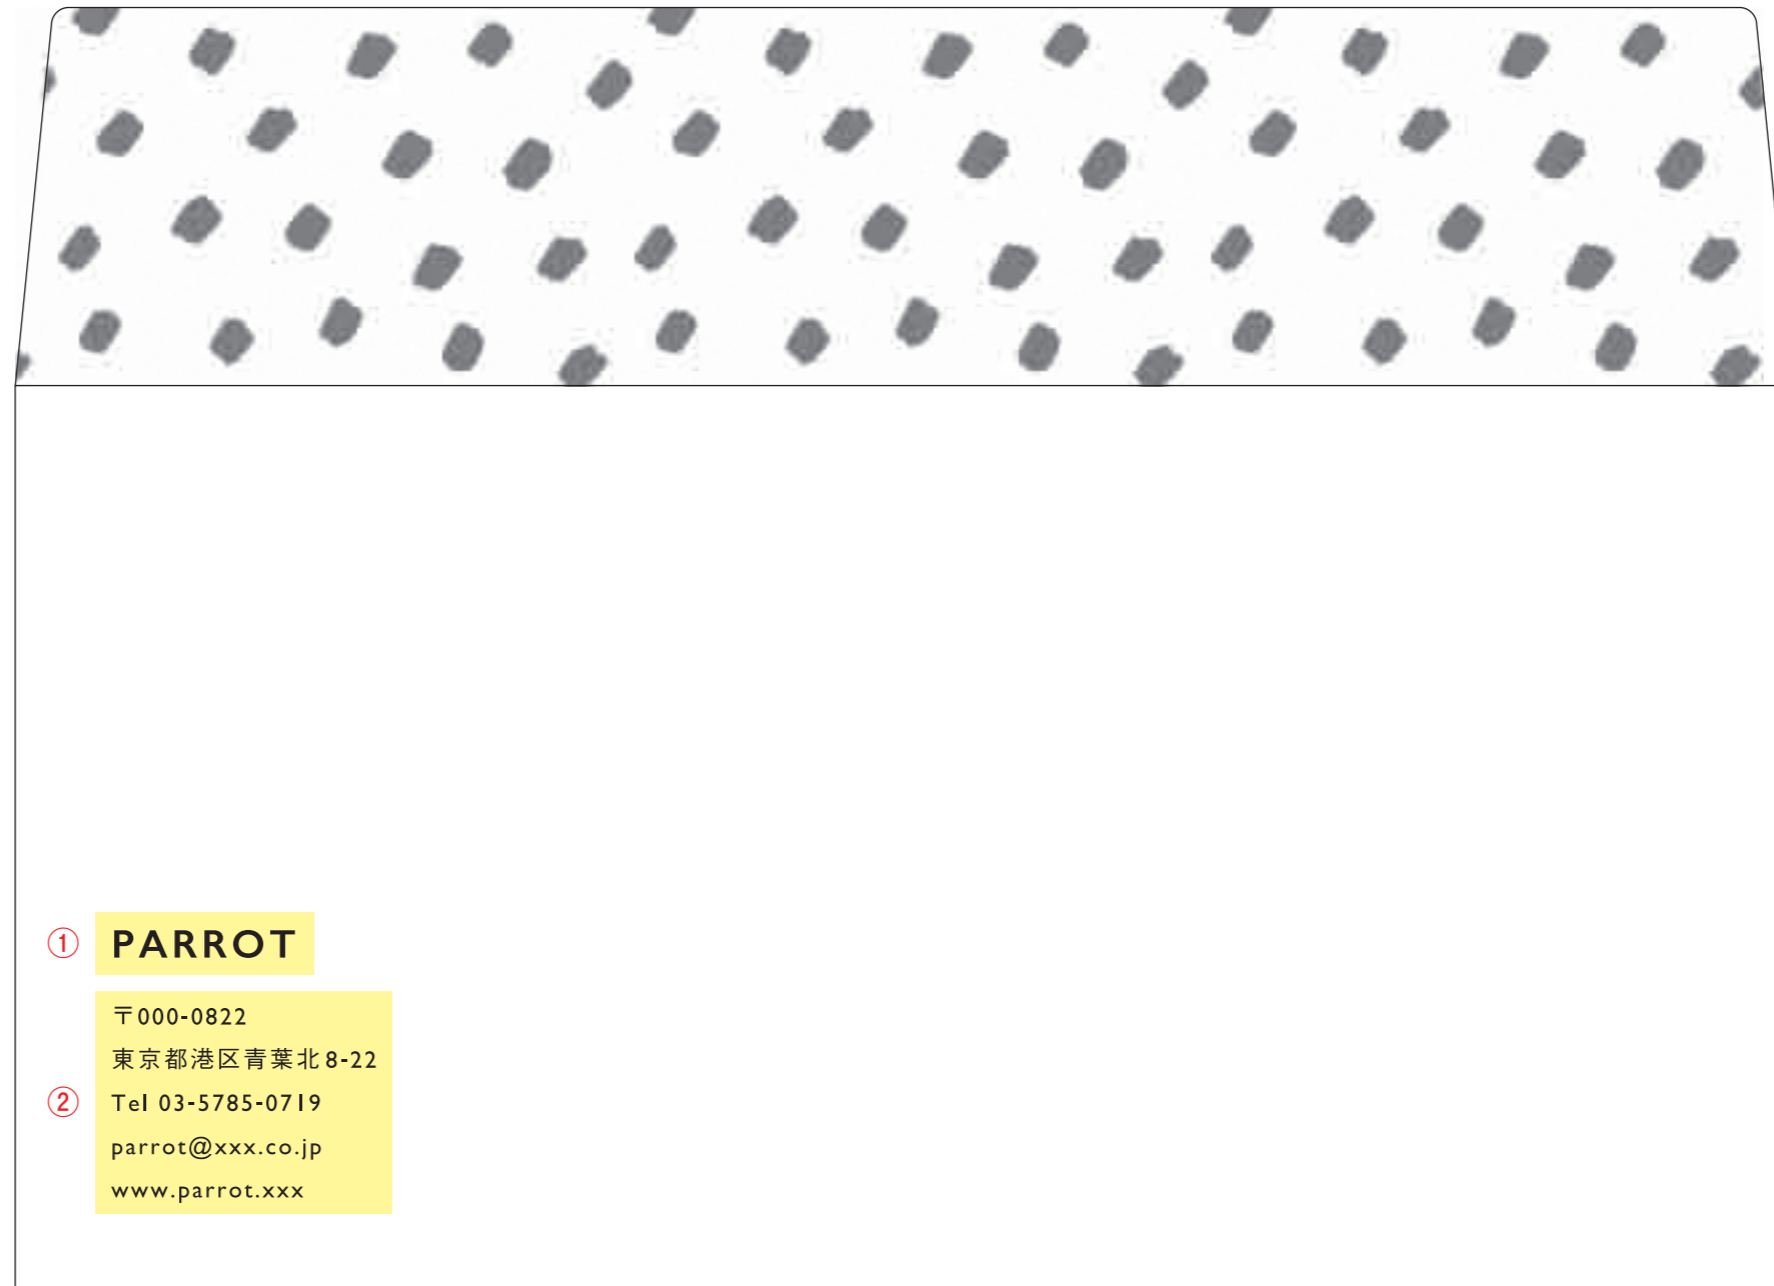 ① PARROT
〒000-0822
東京都港区青葉北8-22
② Tel 03-5785-0719
parrot@xxx.co.jp
www.parrot.xxx